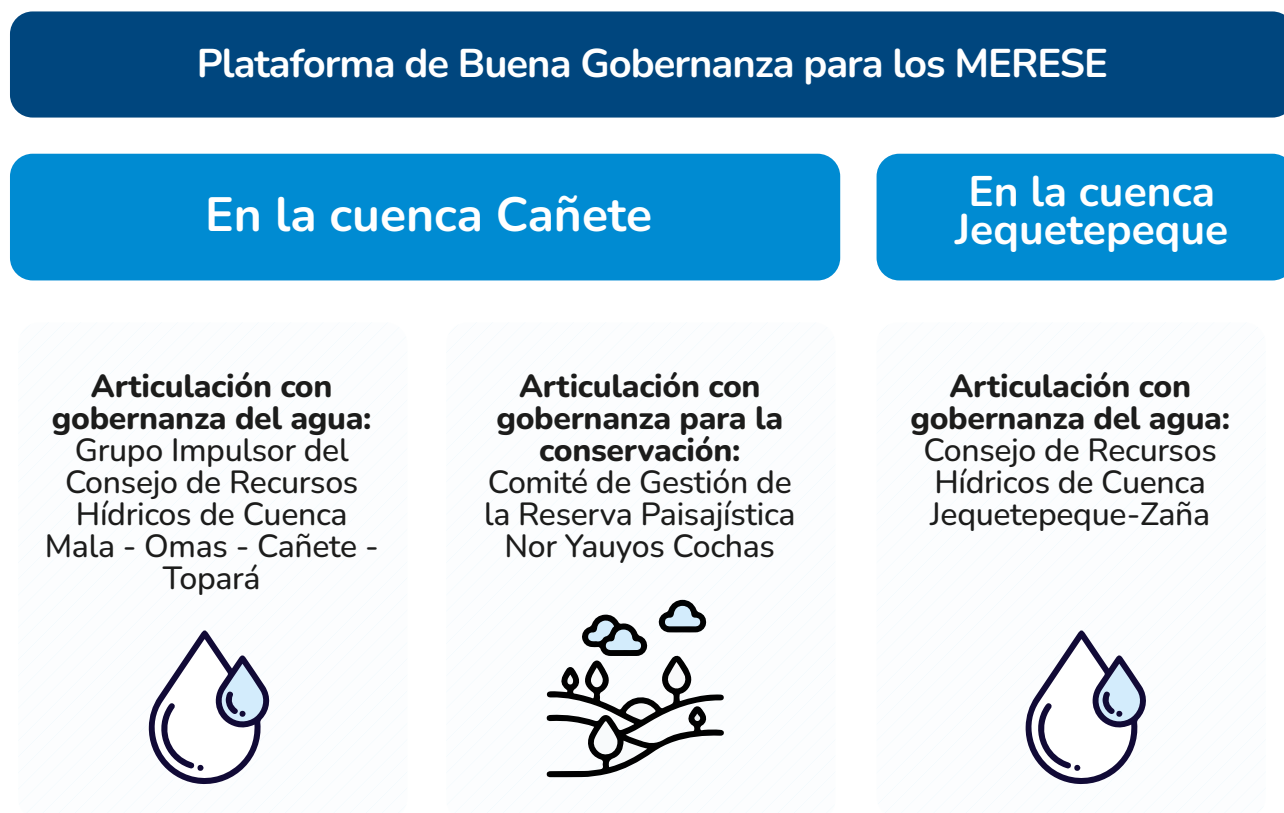 Plataforma de Buena Gobernanza para los MERESE
En la cuenca Cañete
En la cuenca
Jequetepeque
Articulación con
gobernanza del agua:
Grupo Impulsor del
Consejo de Recursos
Hídricos de Cuenca
Mala - Omas - Cañete -
Topará
Articulación con
gobernanza para la
conservación:
Comité de Gestión de
la Reserva Paisajística
Nor Yauyos Cochas
Articulación con
gobernanza del agua:
Consejo de Recursos
Hídricos de Cuenca
Jequetepeque-Zaña